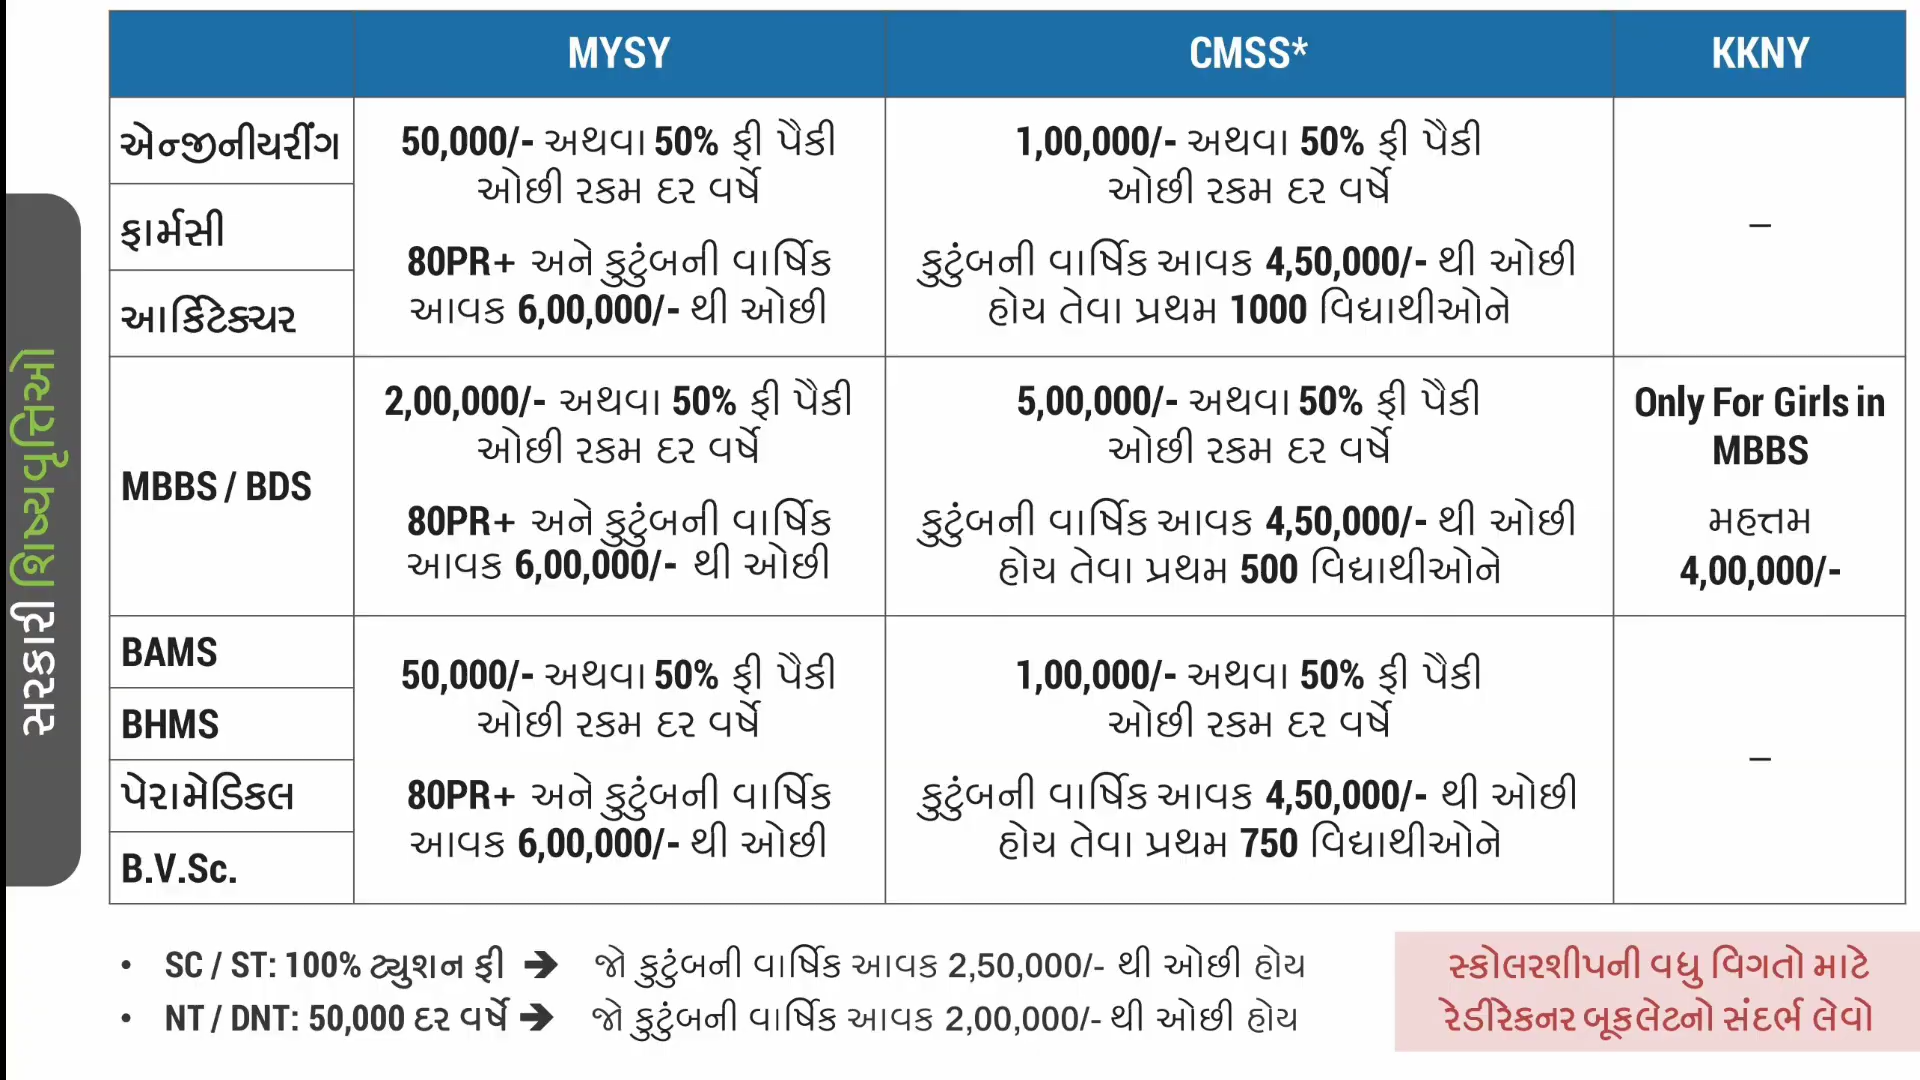 સરકારી શિષ્યવૃત્તિઓ
MYSY
CMSS*
KKNY
એન્જીનીયરીંગ
ફાર્મસી
આર્કિટેક્ચર
50,000/- અથવા 50% ફી પૈકી
ઓછી રકમ દર વર્ષે
80PR+ અને કુટુંબની વાર્ષિક
આવક 6,00,000/- થી ઓછી
1,00,000/- અથવા 50% ફી પૈકી
ઓછી રકમ દર વર્ષે
કુટુંબની વાર્ષિક આવક 4,50,000/- થી ઓછી
હોય તેવા પ્રથમ 1000 વિદ્યાથીઓને
–
MBBS / BDS
2,00,000/- અથવા 50% ફી પૈકી
ઓછી રકમ દર વર્ષે
80PR+ અને કુટુંબની વાર્ષિક
આવક 6,00,000/- થી ઓછી
5,00,000/- અથવા 50% ફી પૈકી
ઓછી રકમ દર વર્ષે
કુટુંબની વાર્ષિક આવક 4,50,000/- થી ઓછી
હોય તેવા પ્રથમ 500 વિદ્યાથીઓને
Only For Girls in
MBBS
મહત્તમ
4,00,000/-
BAMS
BHMS
પેરામેડિકલ
B.V.Sc.
50,000/- અથવા 50% ફી પૈકી
ઓછી રકમ દર વર્ષે
80PR+ અને કુટુંબની વાર્ષિક
આવક 6,00,000/- થી ઓછી
1,00,000/- અથવા 50% ફી પૈકી
ઓછી રકમ દર વર્ષે
કુટુંબની વાર્ષિક આવક 4,50,000/- થી ઓછી
હોય તેવા પ્રથમ 750 વિદ્યાથીઓને
–
• SC / ST: 100% ટ્યુશન ફી ➔ જો કુટુંબની વાર્ષિક આવક 2,50,000/- થી ઓછી હોય
• NT / DNT: 50,000 દર વર્ષે ➔ જો કુટુંબની વાર્ષિક આવક 2,00,000/- થી ઓછી હોય
સ્કોલરશીપની વધુ વિગતો માટે
રેડીરેકનર બૂકલેટનો સંદર્ભ લેવો